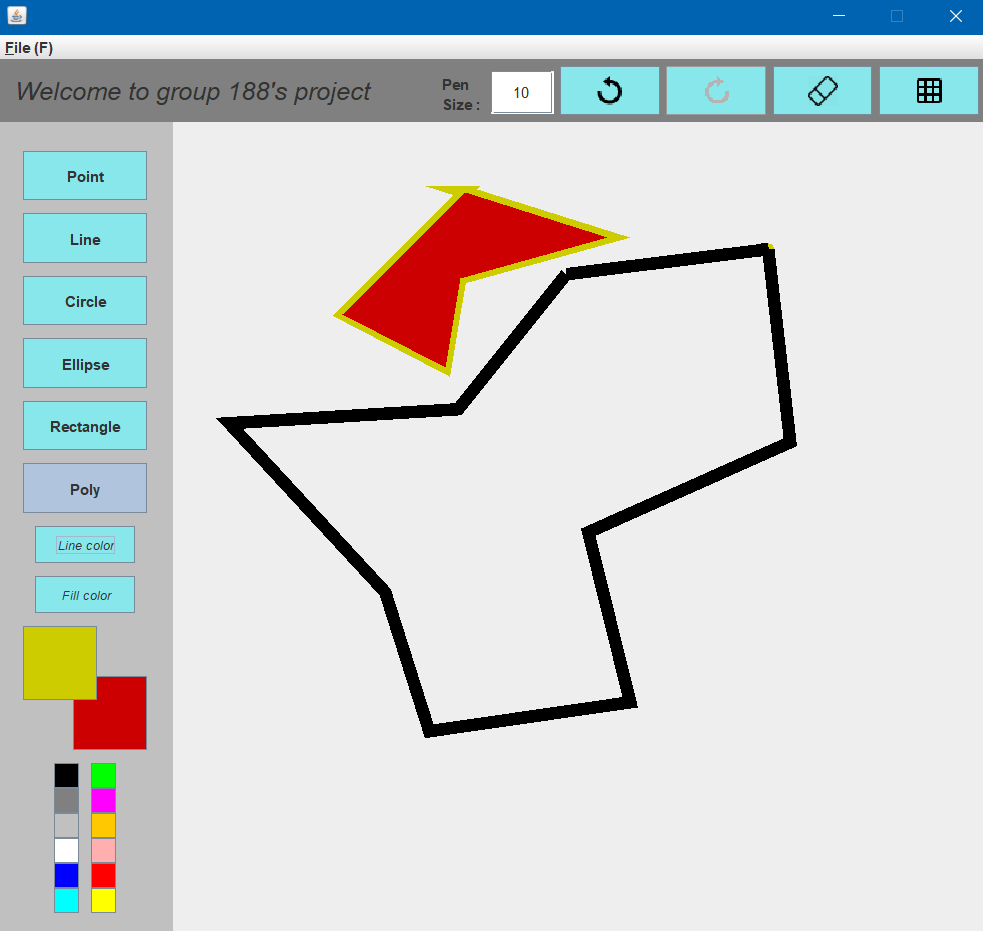 File (F)
Welcome to group 188's project
Pen
Size :
10
Point
Line
Circle
Ellipse
Rectangle
Poly
Line color
Fill color